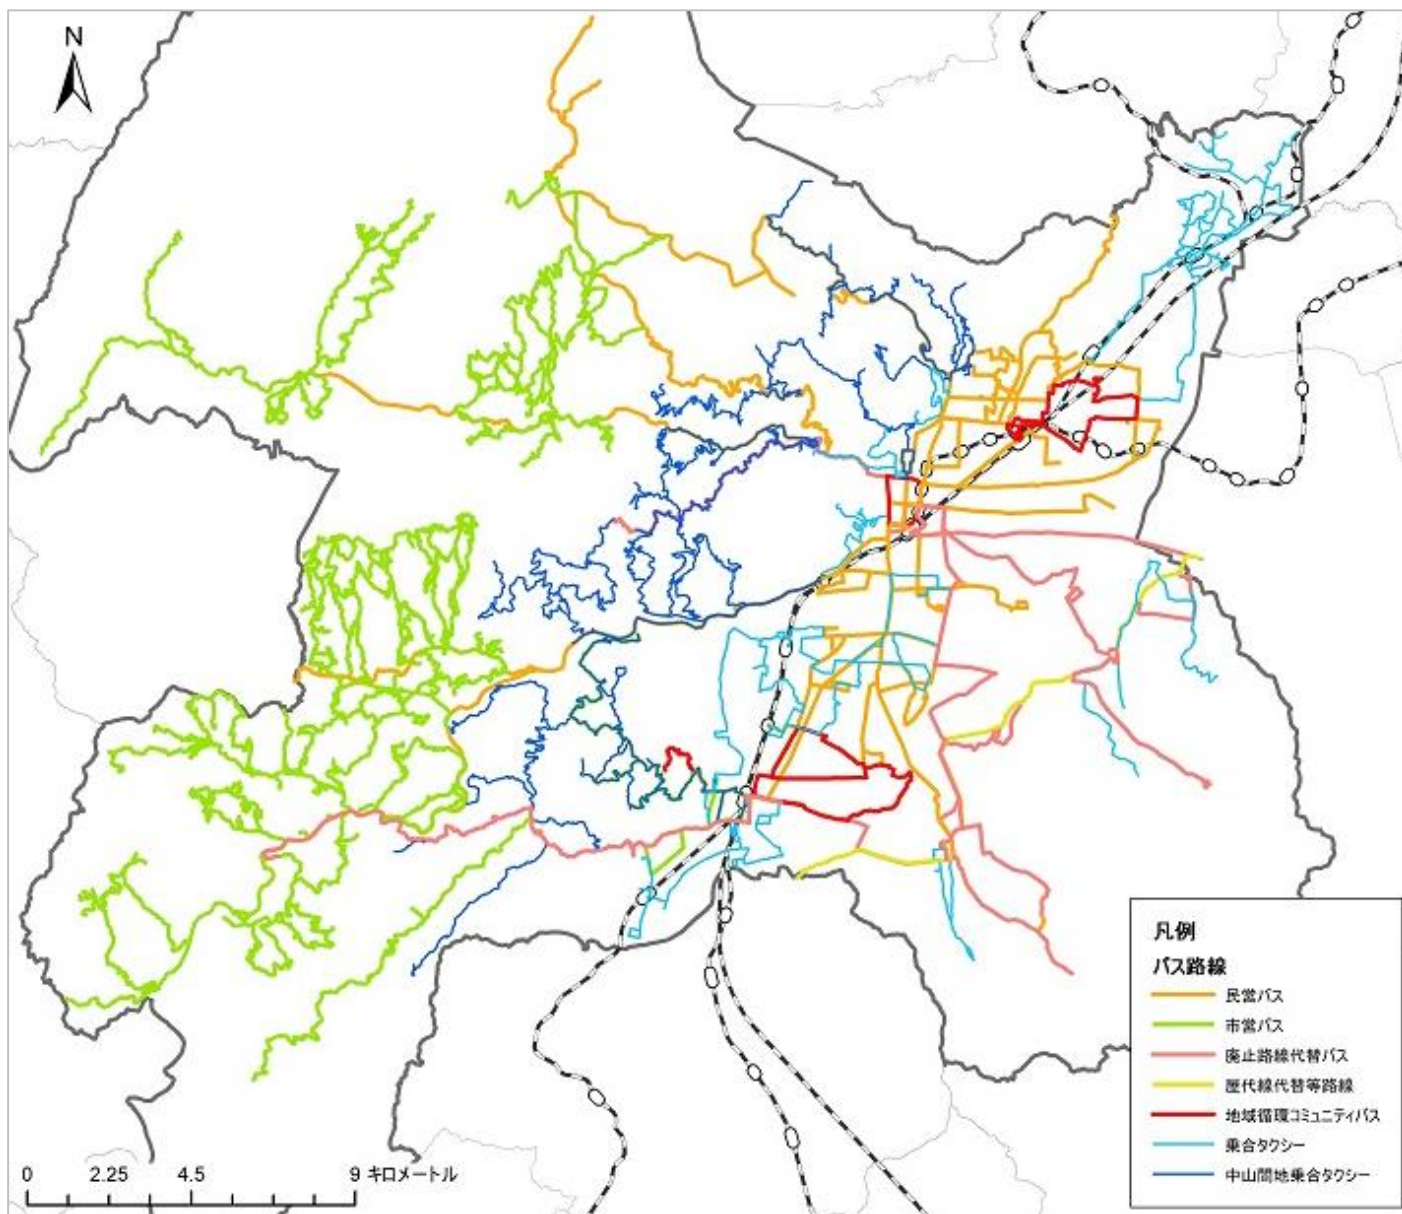 N
凡例
バス路線
民営バス
市営バス
廃止路線代替バス
屋代線代替等路線
地域循環コミュニティバス
乗合タクシー
中山間地乗合タクシー
0 2.25 4.5 9 キロメートル